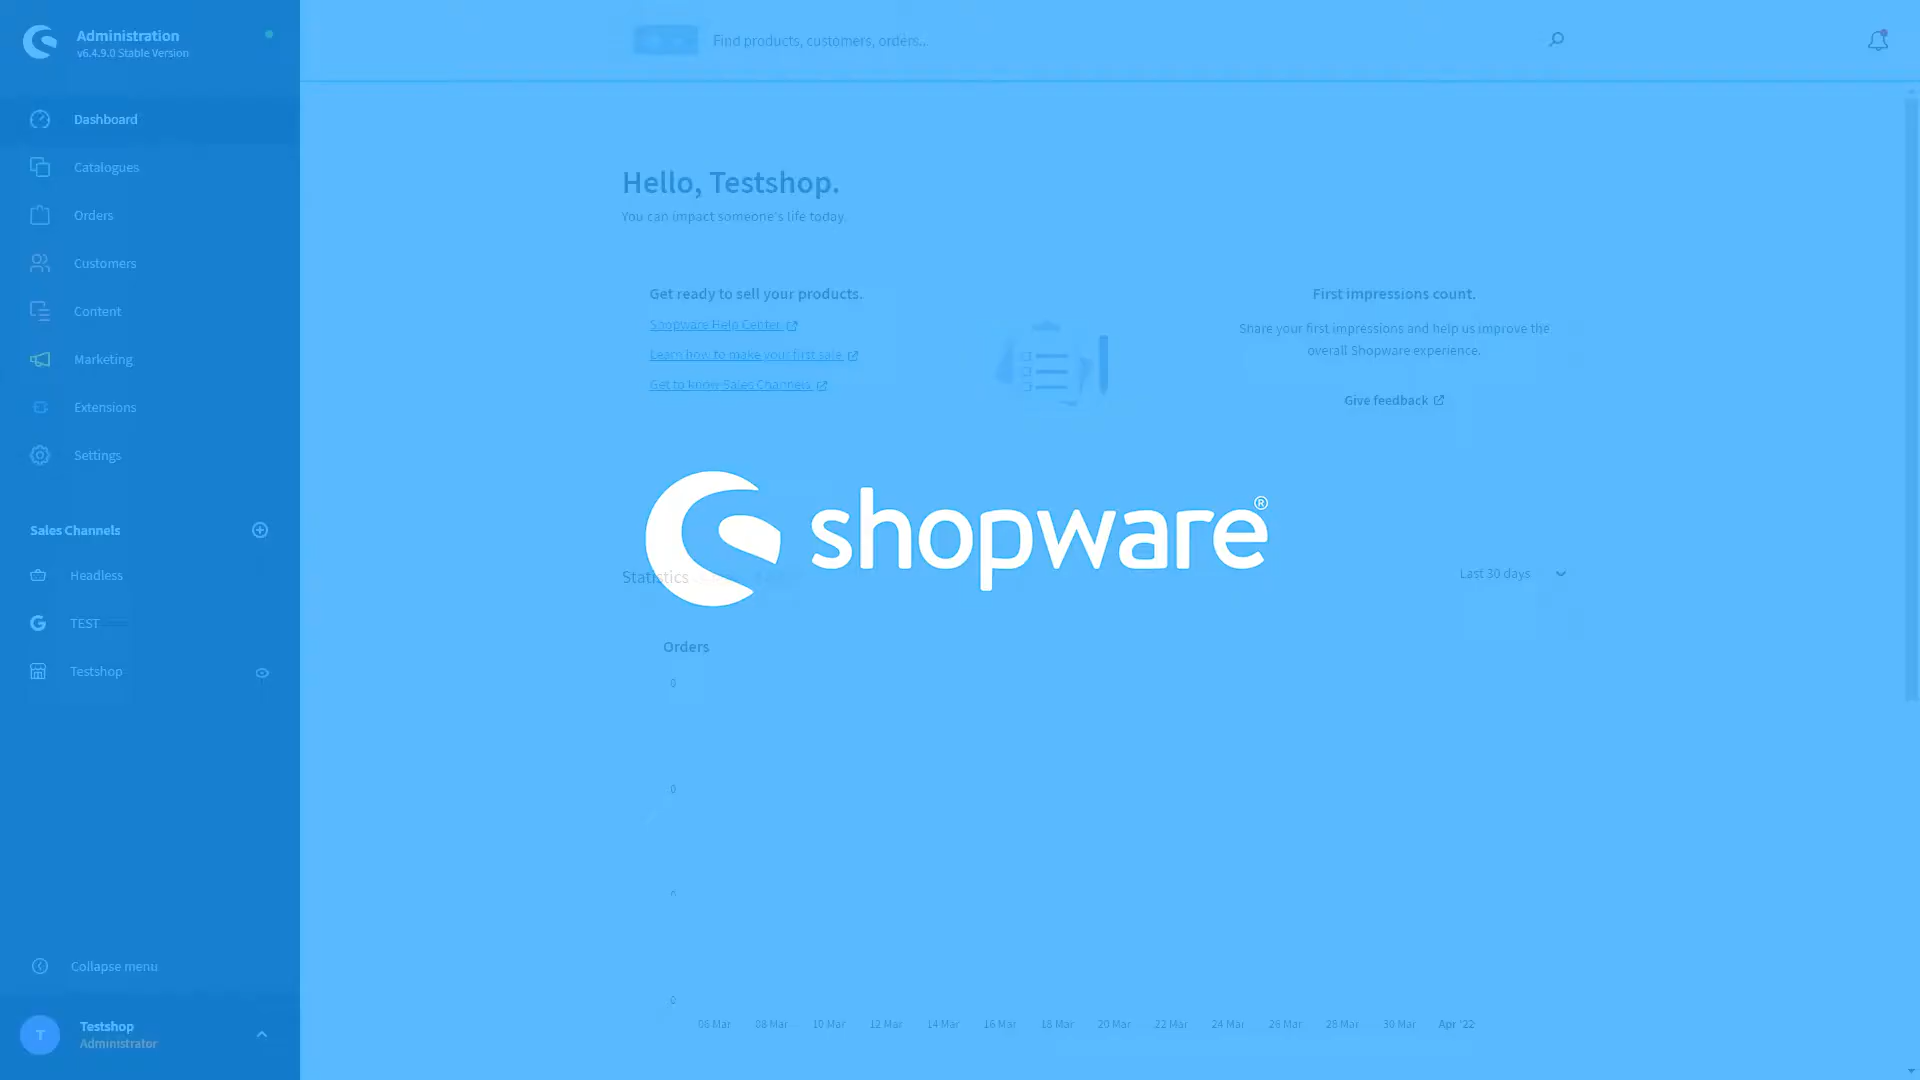 Administration
v6.4.9.0 Stable Version
Find products, customers, orders...
Dashboard
Catalogues
Orders
Customers
Content
Marketing
Extensions
Settings
Sales Channels
Headless
TEST
Testshop
Collapse menu
T
Testshop
Administrator
Hello, Testshop.
You can impact someone's life today.
Get ready to sell your products.
Shopware Help Center
Learn how to make your first sale
Get to know Sales Channels
First impressions count.
Share your first impressions and help us improve the
overall Shopware experience.
Give feedback
shopware®
Statistics
Last 30 days
Orders
0
0
0
0
06 Mar 08 Mar 10 Mar 12 Mar 14 Mar 16 Mar 18 Mar 20 Mar 22 Mar 24 Mar 26 Mar 28 Mar 30 Mar Apr '22